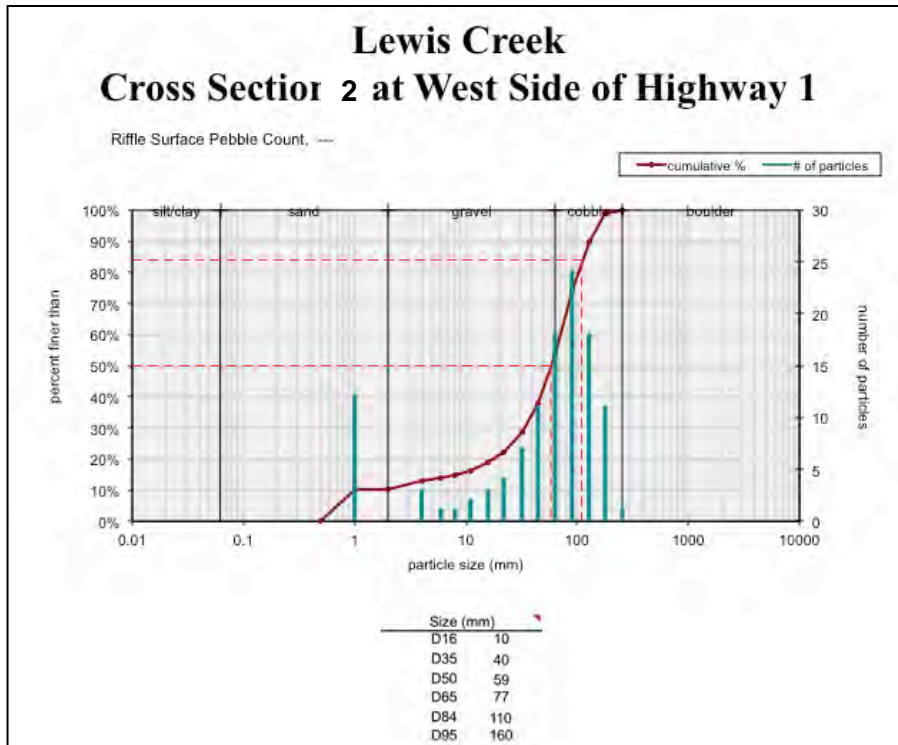 Lewis Creek
Cross Section 2 at West Side of Highway 1
Riffle Surface Pebble Count, ---
cumulative % # of particles
silt/clay sand gravel cobble boulder
100% 30
90%
80% 25
70%
60% 20
50% 15
40%
30% 10
20% 5
10%
0% 0
percent finer than
number of particles
0.01 0.1 1 10 100 1000 10000
particle size (mm)
Size (mm)
D16 10
D35 40
D50 59
D65 77
D84 110
D95 160